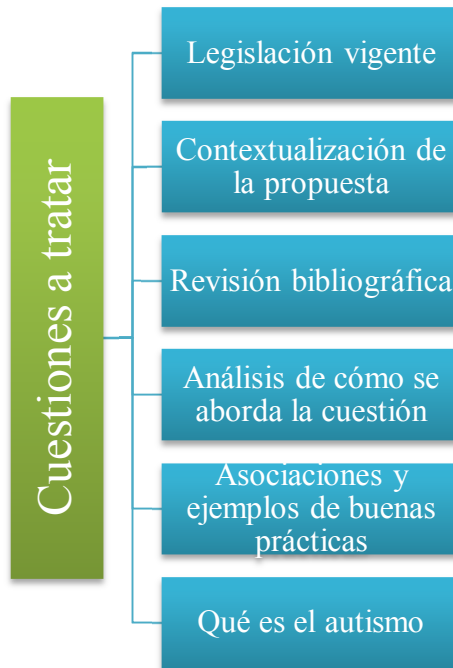 Cuestiones a tratar
Legislación vigente
Contextualización de
la propuesta
Revisión bibliográfica
Análisis de cómo se
aborda la cuestión
Asociaciones y
ejemplos de buenas
prácticas
Qué es el autismo